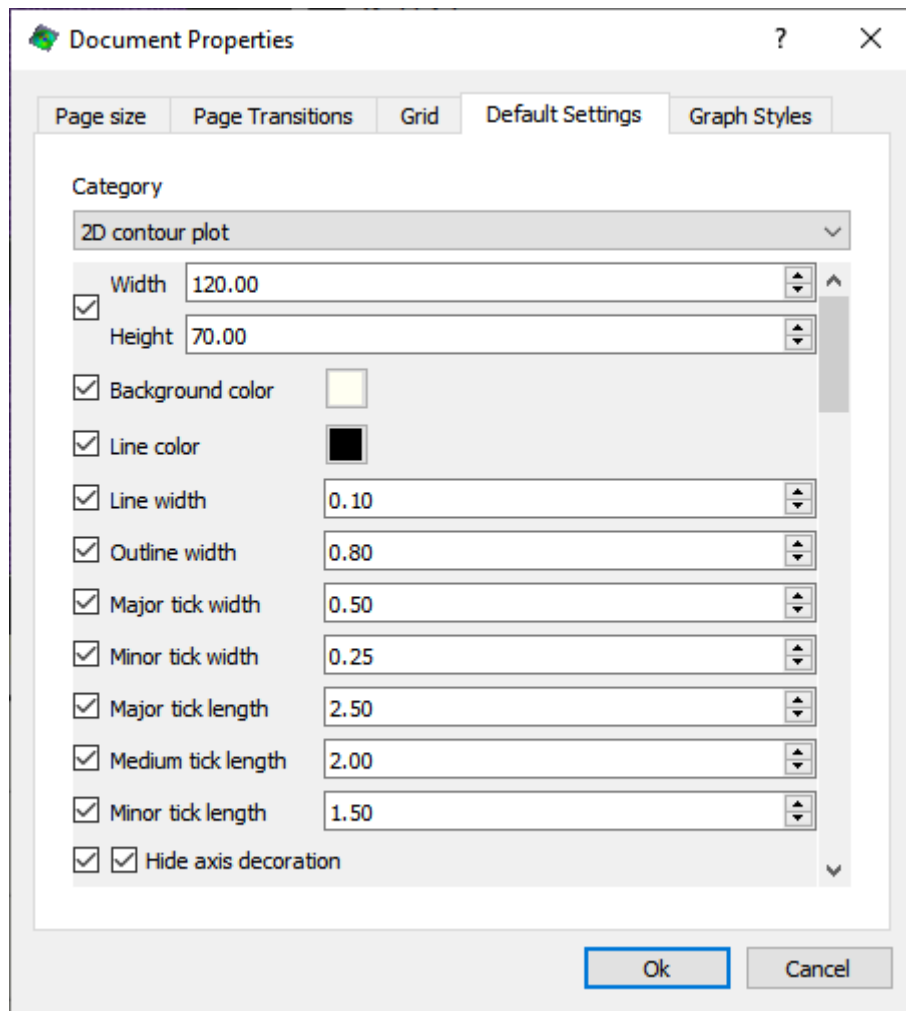 Document Properties ?
Page size Page Transitions Grid Default Settings Graph Styles
Category
2D contour plot
Width 120.00
Height 70.00
Background color
Line color
Line width 0.10
Outline width 0.80
Major tick width 0.50
Minor tick width 0.25
Major tick length 2.50
Medium tick length 2.00
Minor tick length 1.50
Hide axis decoration
Ok Cancel